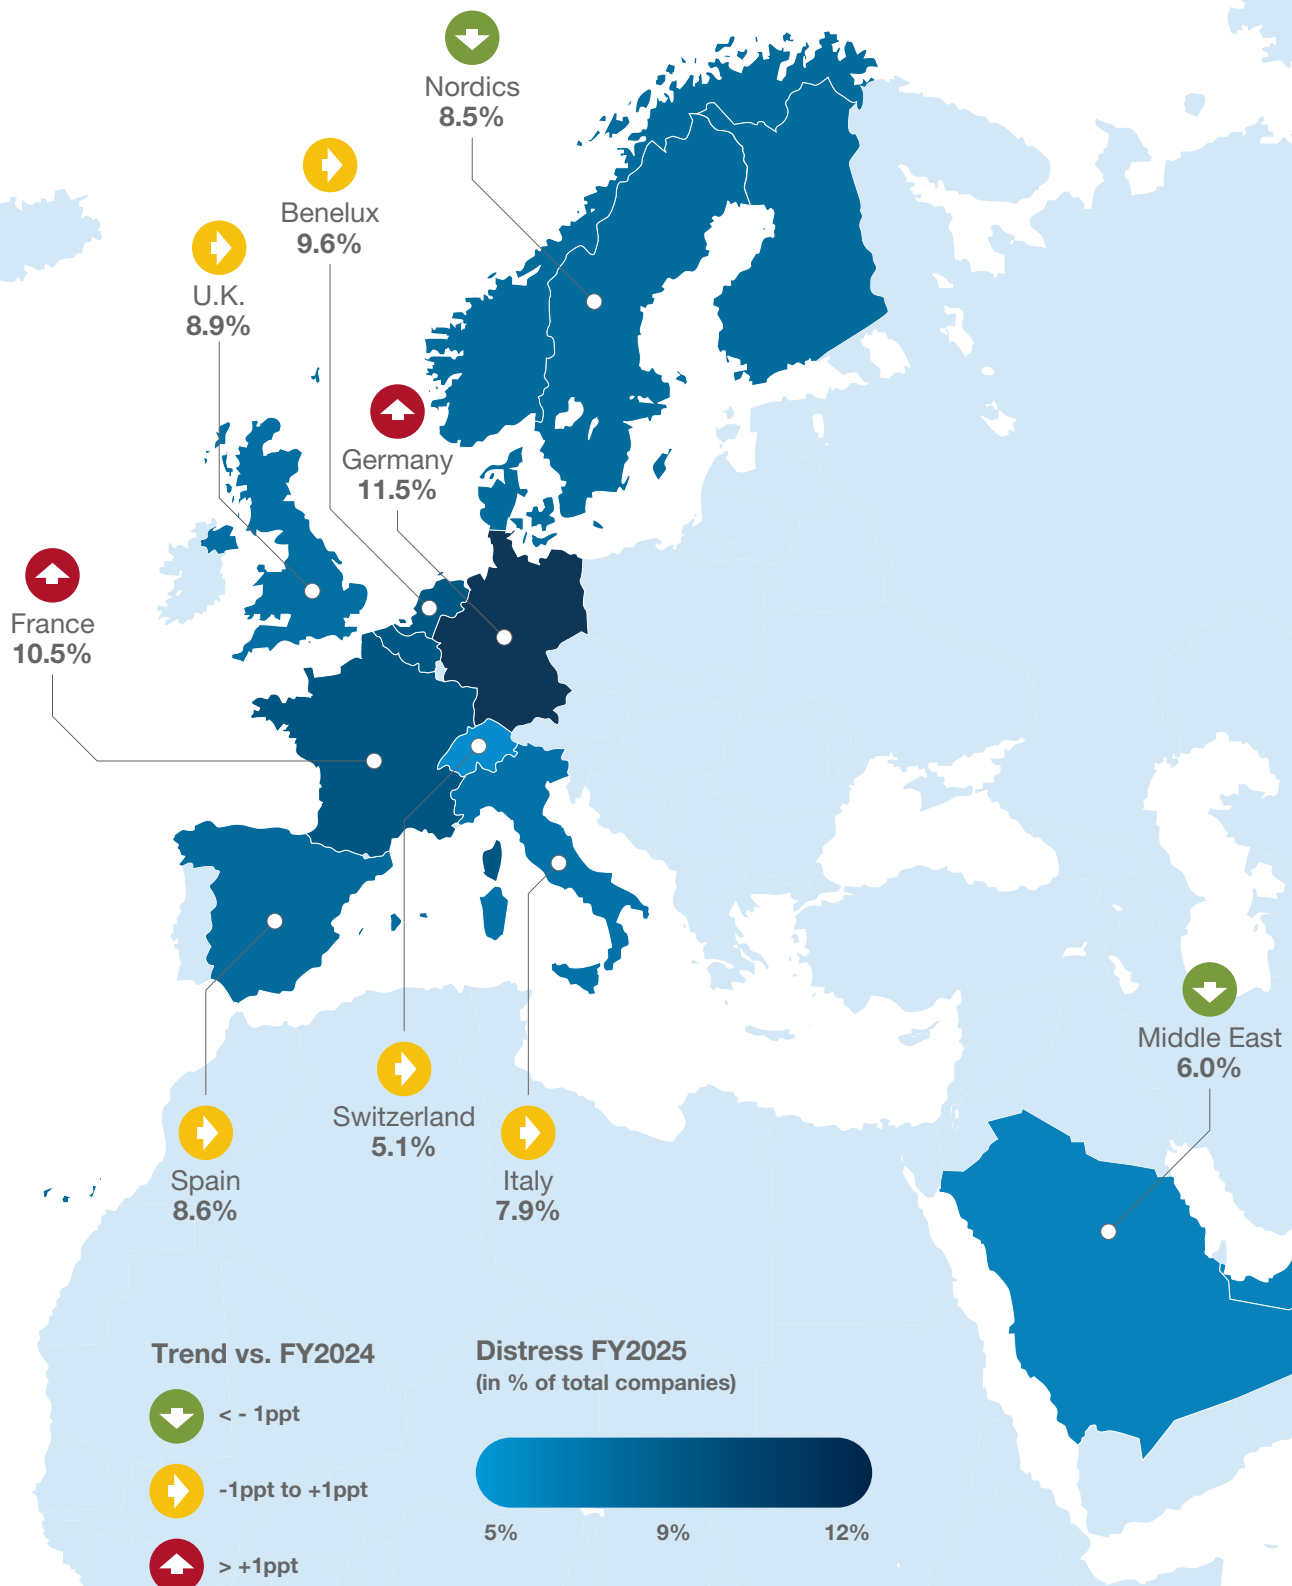 Nordics
8.5%
Benelux
9.6%
U.K.
8.9%
Germany
11.5%
France
10.5%
Middle East
6.0%
Switzerland
5.1%
Spain
8.6%
Italy
7.9%
Trend vs. FY2024
< - 1ppt
-1ppt to +1ppt
> +1ppt
Distress FY2025
(in % of total companies)
5%
9%
12%